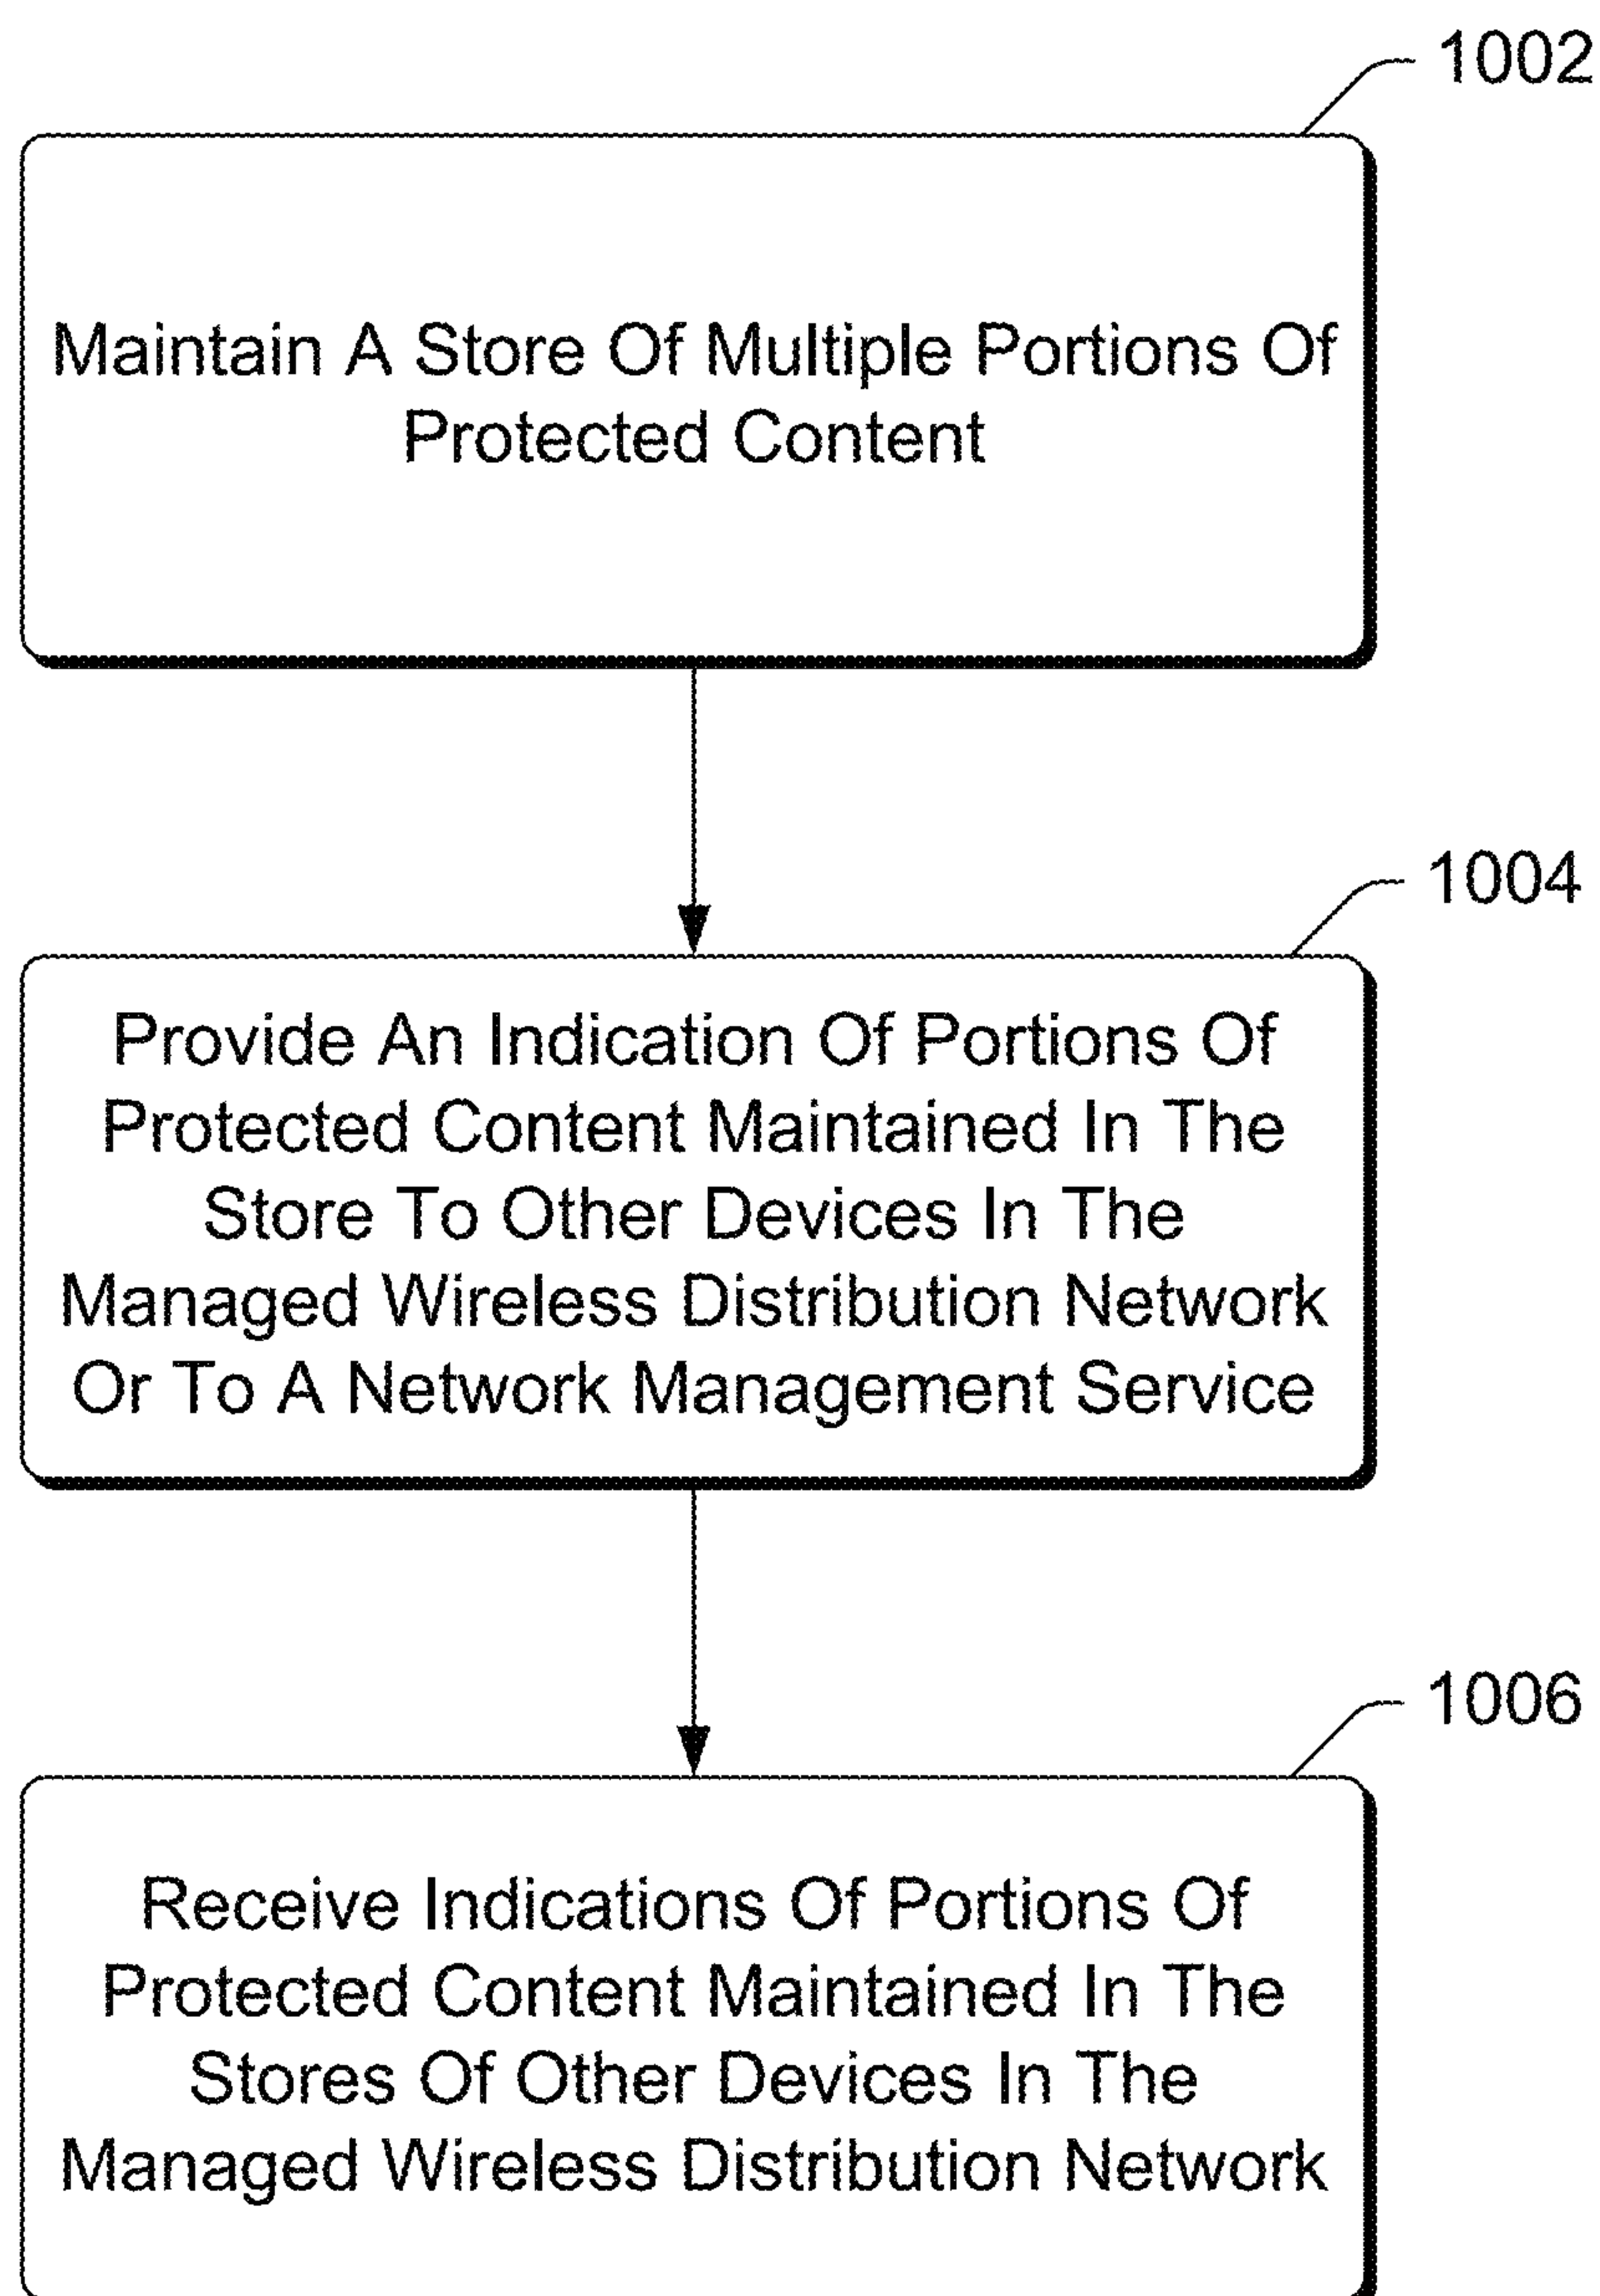 1002
Maintain A Store Of Multiple Portions Of
Protected Content
1004
Provide An Indication Of Portions Of
Protected Content Maintained In The
Store To Other Devices In The
Managed Wireless Distribution Network
Or To A Network Management Service
1006
Receive Indications Of Portions Of
Protected Content Maintained In The
Stores Of Other Devices In The
Managed Wireless Distribution Network